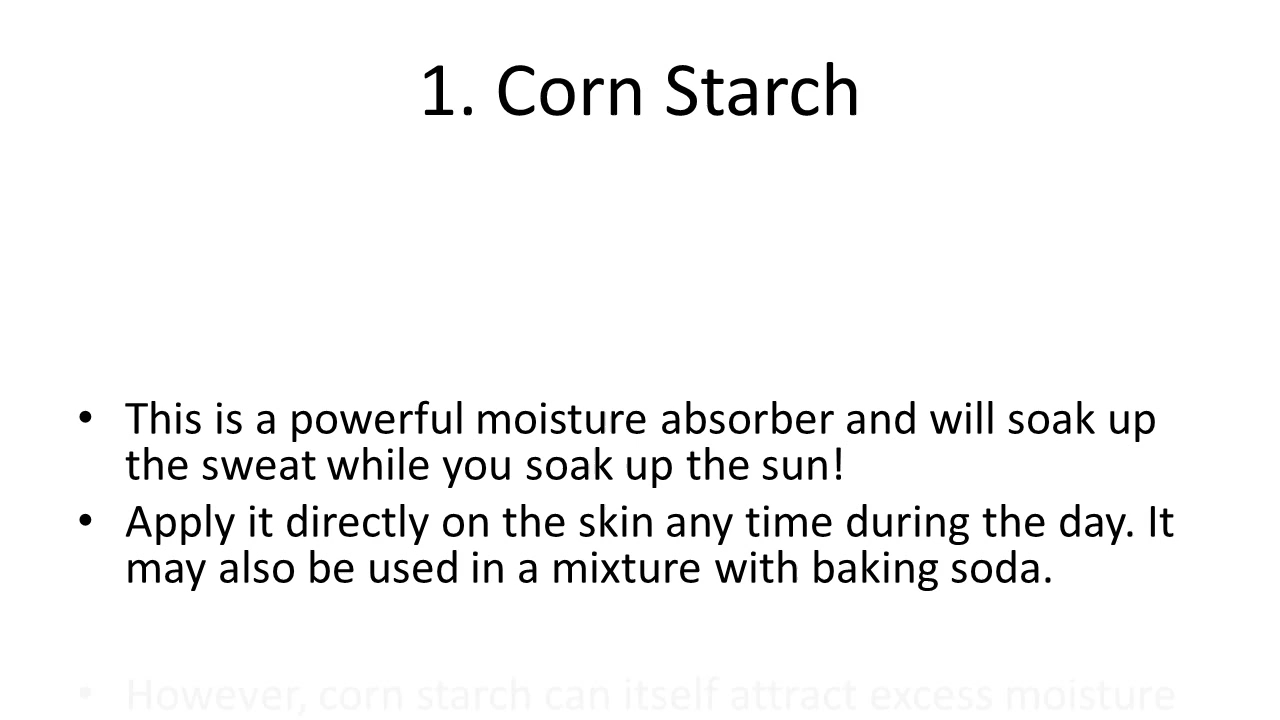 1. Corn Starch
• This is a powerful moisture absorber and will soak up
the sweat while you soak up the sun!
• Apply it directly on the skin any time during the day. It
may also be used in a mixture with baking soda.
• However, corn starch can itself attract excess moisture